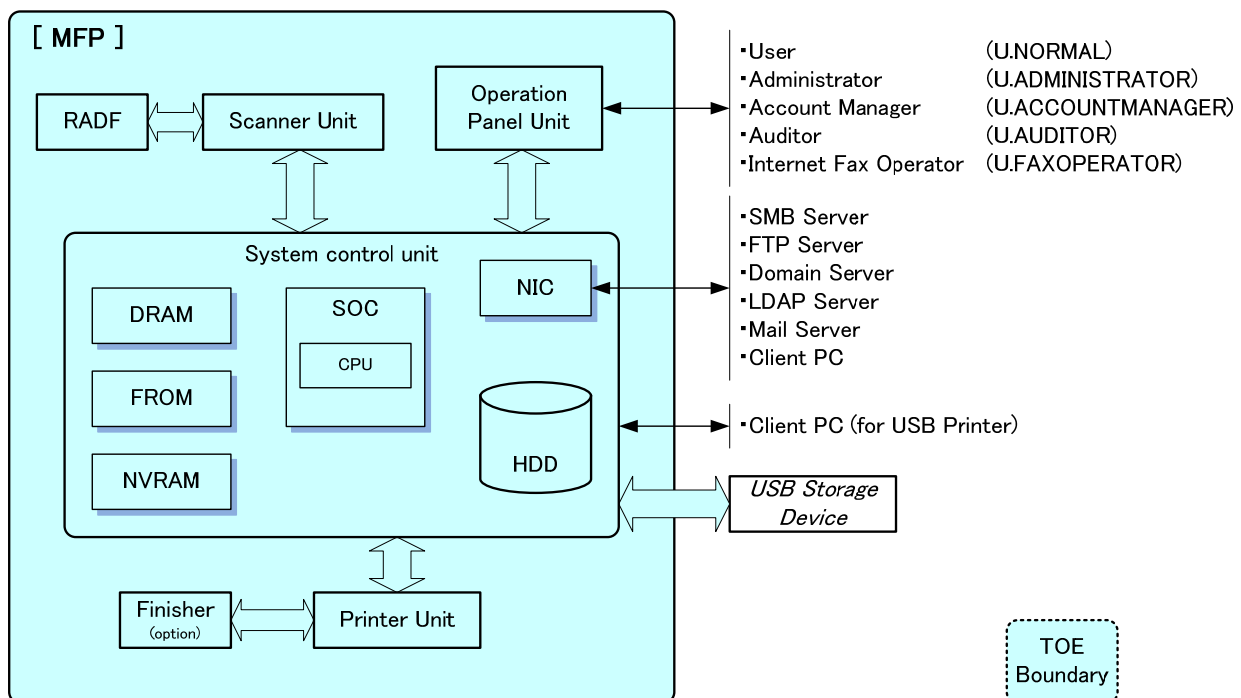 [ MFP ]
RADF
Scanner Unit
Operation
Panel Unit
▪User (U.NORMAL)
▪Administrator (U.ADMINISTRATOR)
▪Account Manager (U.ACCOUNTMANAGER)
▪Auditor (U.AUDITOR)
▪Internet Fax Operator (U.FAXOPERATOR)
System control unit
DRAM
FROM
NVRAM
SOC
CPU
NIC
HDD
▪SMB Server
▪FTP Server
▪Domain Server
▪LDAP Server
▪Mail Server
▪Client PC
▪Client PC (for USB Printer)
USB Storage
Device
Finisher
(option)
Printer Unit
TOE
Boundary